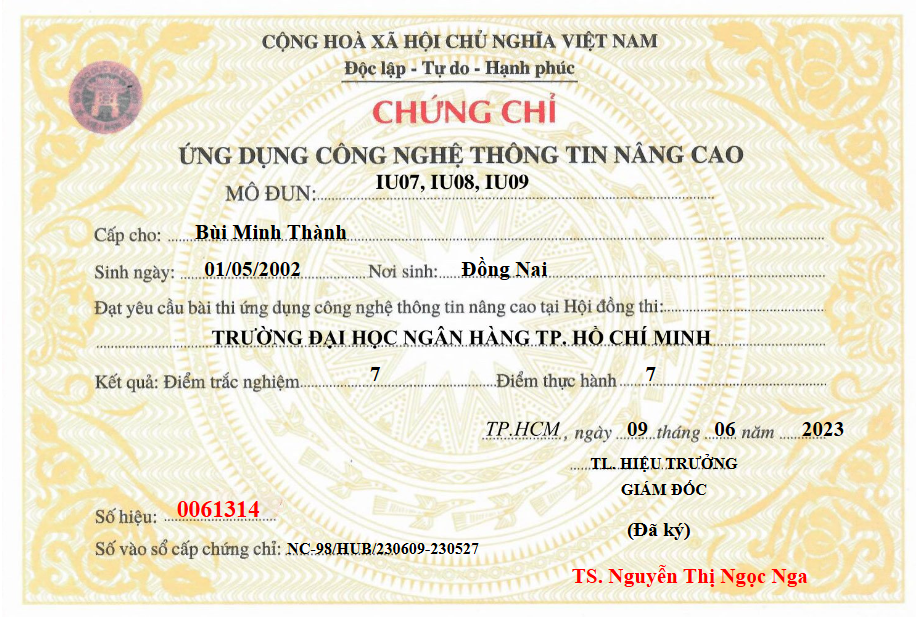 CỘNG HOÀ XÃ HỘI CHỦ NGHĨA VIỆT NAM
Độc lập - Tự do - Hạnh phúc
CHỨNG CHỈ
ỨNG DỤNG CÔNG NGHỆ THÔNG TIN NÂNG CAO
MÔ ĐUN: IU07, IU08, IU09
Cấp cho: Bùi Minh Thành
Sinh ngày: 01/05/2002 Nơi sinh: Đồng Nai
Đạt yêu cầu bài thi ứng dụng công nghệ thông tin nâng cao tại Hội đồng thi:
TRƯỜNG ĐẠI HỌC NGÂN HÀNG TP. HỒ CHÍ MINH
Kết quả: Điểm trắc nghiệm 7 Điểm thực hành 7
TP.HCM, ngày 09 tháng 06 năm 2023
TL. HIỆU TRƯỞNG
GIÁM ĐỐC
(Đã ký)
Số hiệu: 0061314
Số vào sổ cấp chứng chỉ: NC-98/HUB/230609-230527
TS. Nguyễn Thị Ngọc Nga